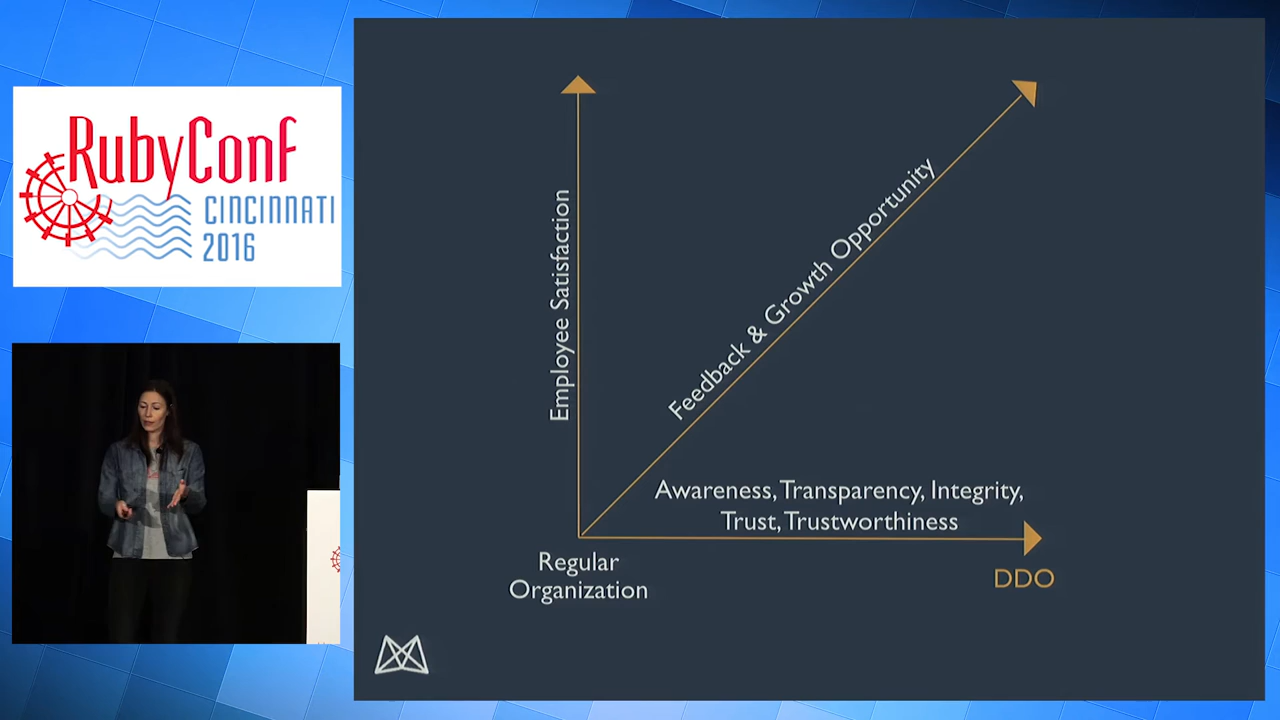 RubyConf
CINCINNATI
2016
Employee Satisfaction
Feedback & Growth Opportunity
Awareness, Transparency, Integrity,
Trust, Trustworthiness
Regular
Organization
DDO